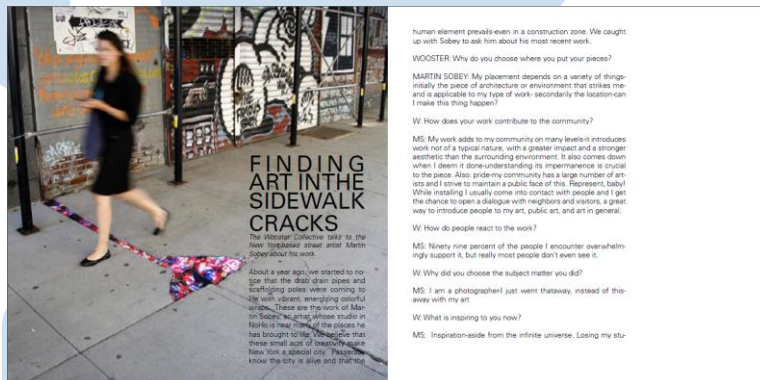 FINDING
ART INTHE
SIDEWALK
CRACKS
The Wooster Collective talks to the
New York-based street artist Martin
Sobey about his work.
About a year ago, we started to no-
tice that the drab drain pipes and
scaffolding poles were coming to
life with vibrant, energizing colorful
wraps. These are the work of Mar-
tin Sobey, an artist whose studio in
NoHo is near many of the places he
has brought to life. We believe that
these small acts of creativity make
New York a special city. Passersby
know the city is alive and that the
human element prevails-even in a construction zone. We caught
up with Sobey to ask him about his most recent work.
WOOSTER: Why do you choose where you put your pieces?
MARTIN SOBEY: My placement depends on a variety of things-
initially the piece of architecture or environment that strikes me-
and is applicable to my type of work- secondarily the location-can
I make this thing happen?
W: How does your work contribute to the community?
MS: My work adds to my community on many levels-it introduces
work not of a typical nature, with a greater impact and a stronger
aesthetic than the surrounding environment. It also comes down
when I deem it done-understanding its impermanence is crucial
to the piece. Also: pride-my community has a large number of art-
ists and I strive to maintain a public face of this. Represent, baby!
While installing I usually come into contact with people and I get
the chance to open a dialogue with neighbors and visitors, a great
way to introduce people to my art, public art, and art in general.
W: How do people react to the work?
MS: Ninety nine percent of the people I encounter overwhelm-
ingly support it, but really most people don't even see it.
W: Why did you choose the subject matter you did?
MS: I am a photographer-I just went thataway, instead of this-
away with my art
W: What is inspiring to you now?
MS: Inspiration-aside from the infinite universe. Losing my stu-